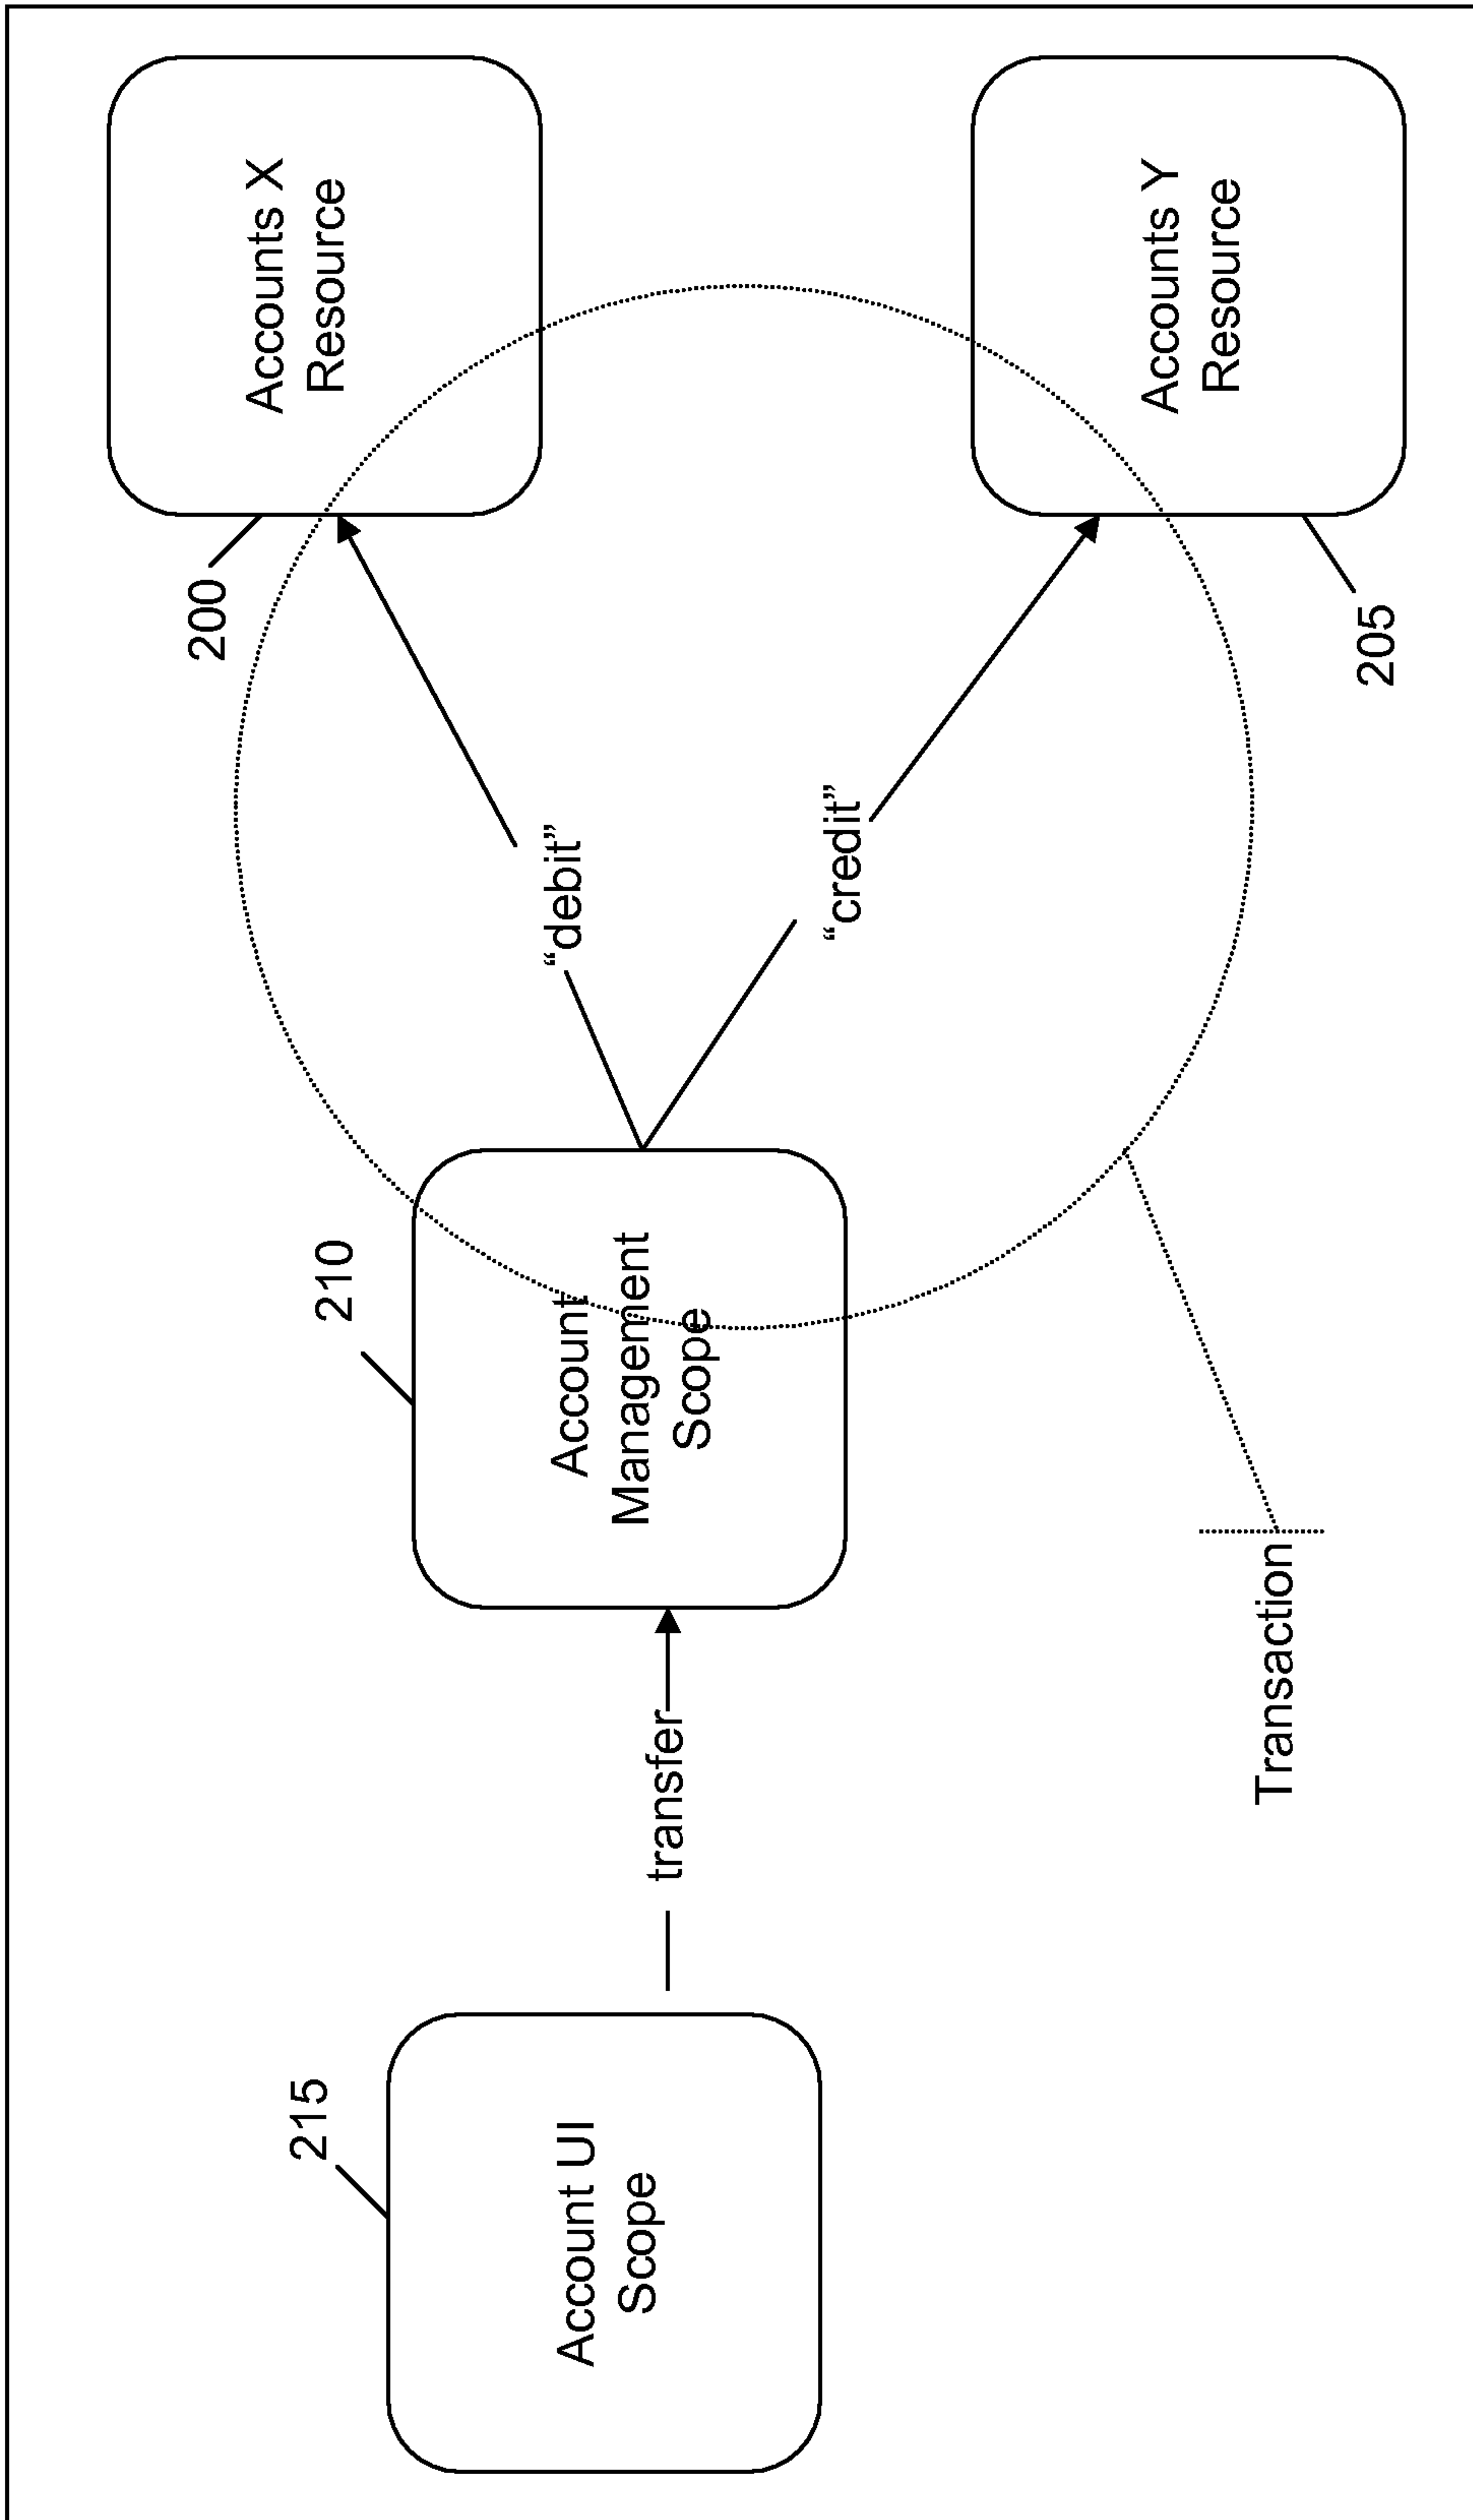 215
Account UI
Scope
transfer
210
Account
Management
Scope
“debit”
“credit”
Transaction
200
Accounts X
Resource
205
Accounts Y
Resource